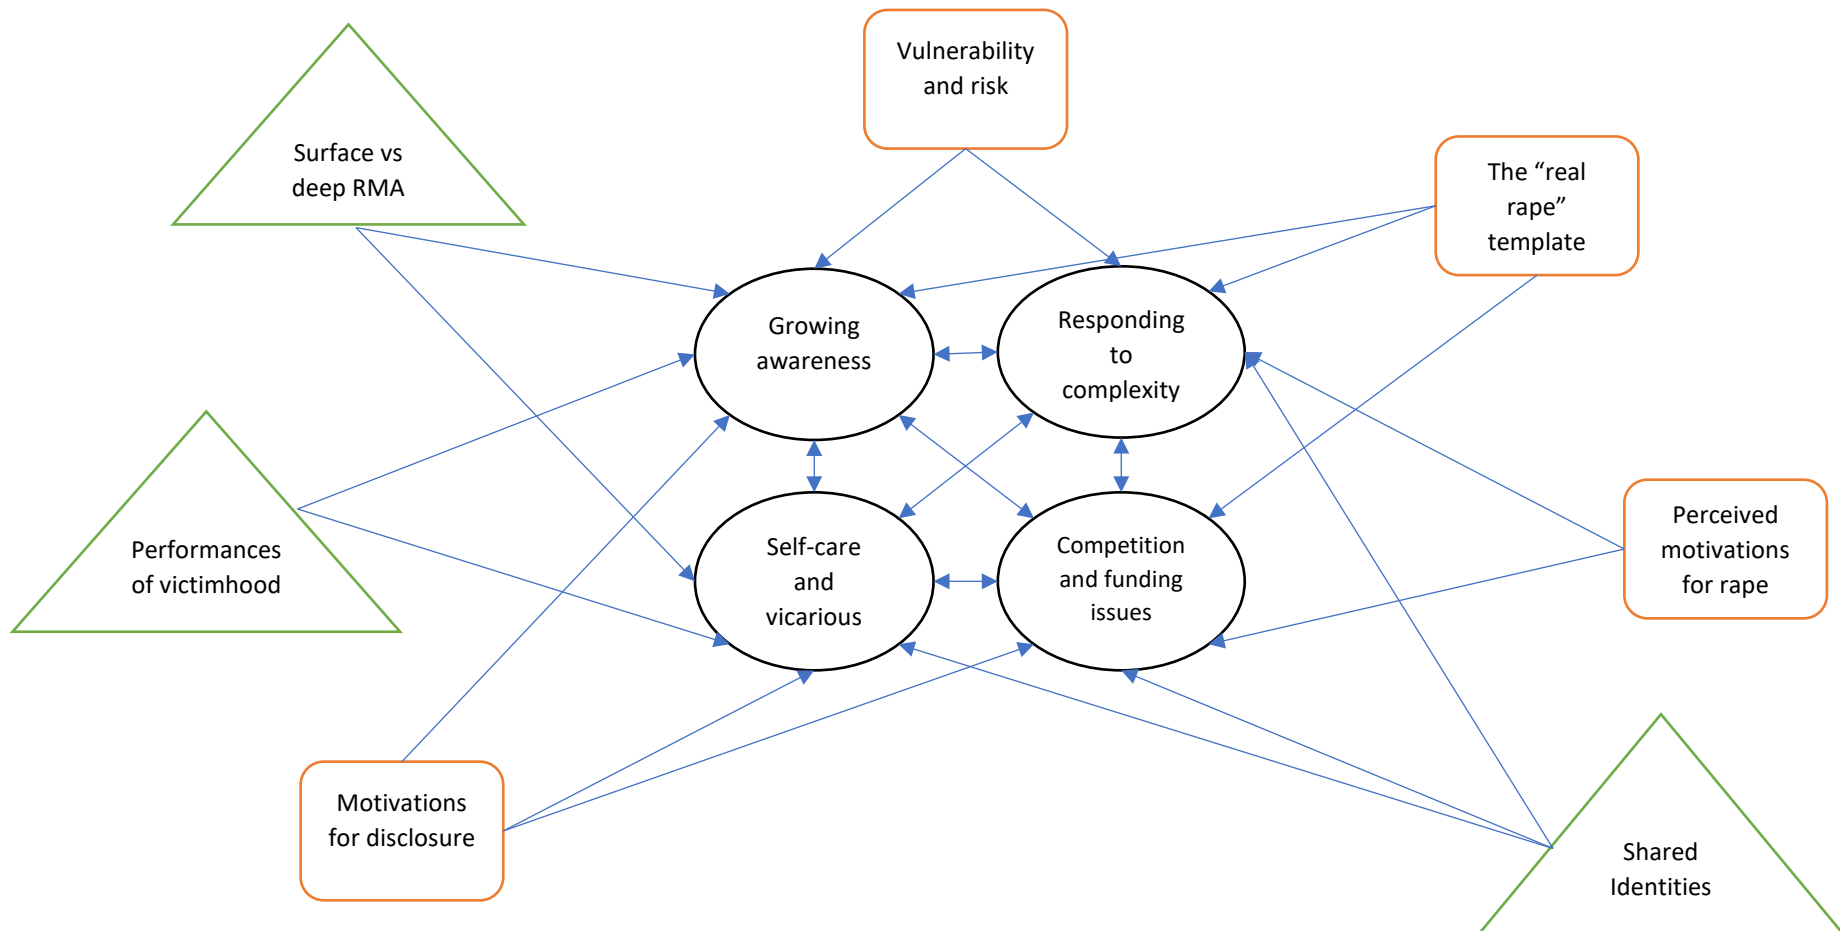 Vulnerability
and risk
Surface vs
deep RMA
The “real
rape”
template
Growing
awareness
Responding
to
complexity
Performances
of victimhood
Self-care
and
vicarious
Competition
and funding
issues
Perceived
motivations
for rape
Motivations
for disclosure
Shared
Identities